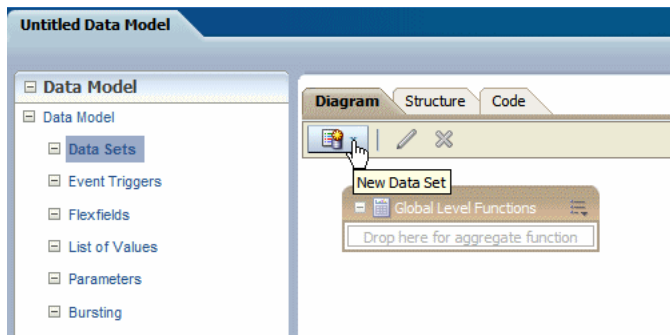 Untitled Data Model
Data Model
Data Model
Data Sets
Event Triggers
Flexfields
List of Values
Parameters
Bursting
Diagram Structure Code
New Data Set
Global Level Functions
Drop here for aggregate function